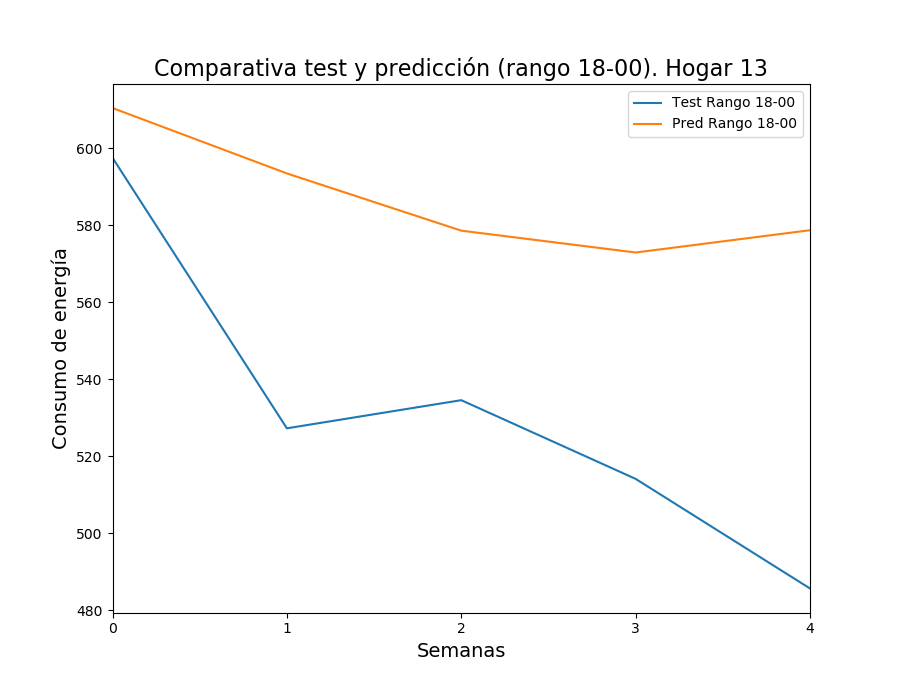 Comparativa test y predicción (rango 18-00). Hogar 13
Test Rango 18-00
Pred Rango 18-00
Consumo de energía
600
580
560
540
520
500
480
0 1 2 3 4
Semanas